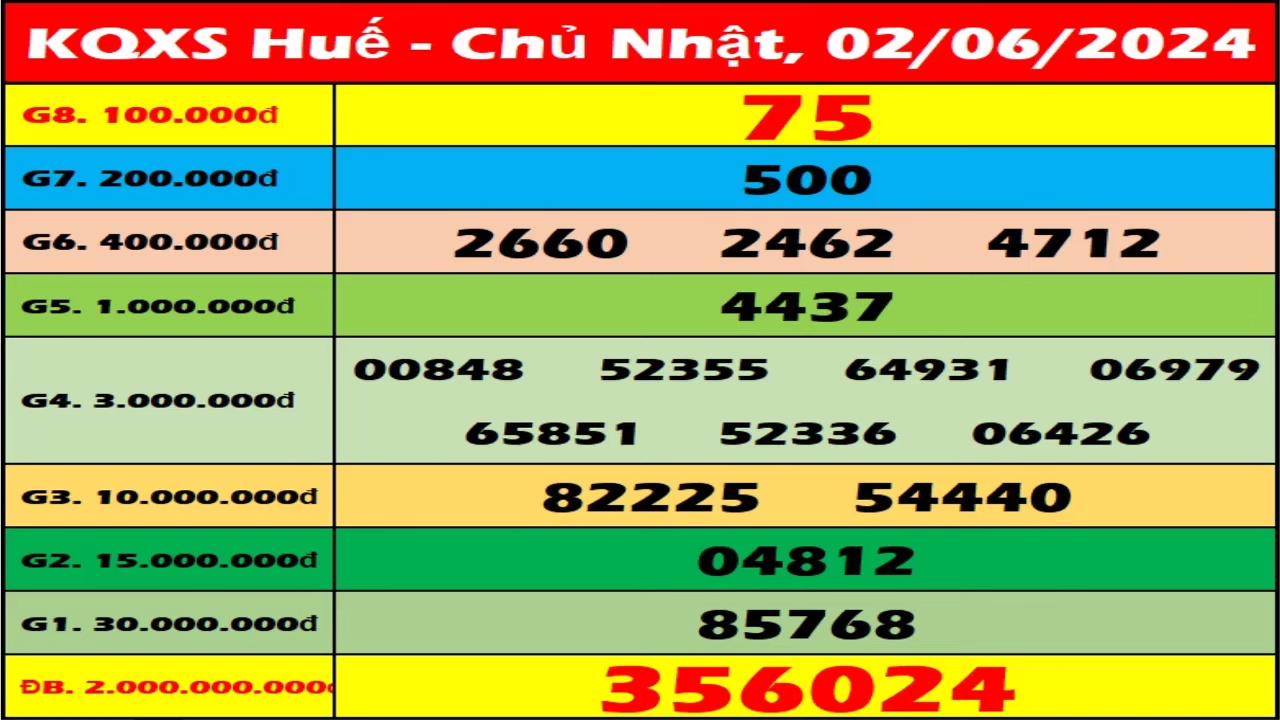 KQXS Huế - Chủ Nhật, 02/06/2024
G8. 100.000đ 75
G7. 200.000đ 500
G6. 400.000đ 2660 2462 4712
G5. 1.000.000đ 4437
G4. 3.000.000đ 00848 52355 64931 06979
65851 52336 06426
G3. 10.000.000đ 82225 54440
G2. 15.000.000đ 04812
G1. 30.000.000đ 85768
ĐB. 2.000.000.000đ 356024